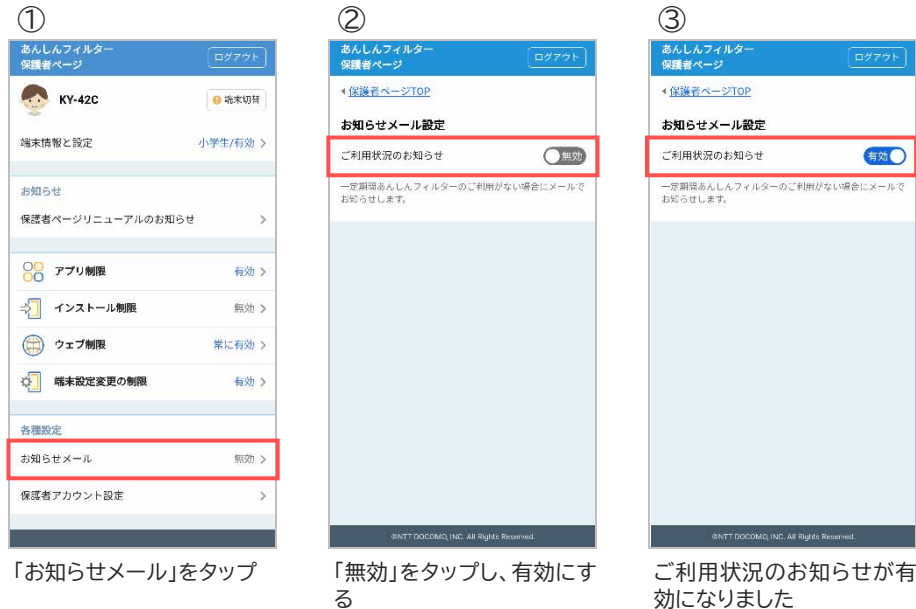 ①
あんしんフィルター
保護者ページ
ログアウト
KY-42C
端末切替
端末情報と設定
小学生/有効
お知らせ
保護者ページリニューアルのお知らせ
アプリ制限
有効
インストール制限
無効
ウェブ制限
常に有効
端末設定変更の制限
有効
各種設定
お知らせメール
無効
保護者アカウント設定
「お知らせメール」をタップ
②
あんしんフィルター
保護者ページ
ログアウト
保護者ページTOP
お知らせメール設定
ご利用状況のお知らせ
無効
一定期間あんしんフィルターのご利用がない場合にメールで
お知らせします。
©NTT DOCOMO, INC. All Rights Reserved.
「無効」をタップし、有効にす
る
③
あんしんフィルター
保護者ページ
ログアウト
保護者ページTOP
お知らせメール設定
ご利用状況のお知らせ
有効
一定期間あんしんフィルターのご利用がない場合にメールで
お知らせします。
©NTT DOCOMO, INC. All Rights Reserved.
ご利用状況のお知らせが有
効になりました